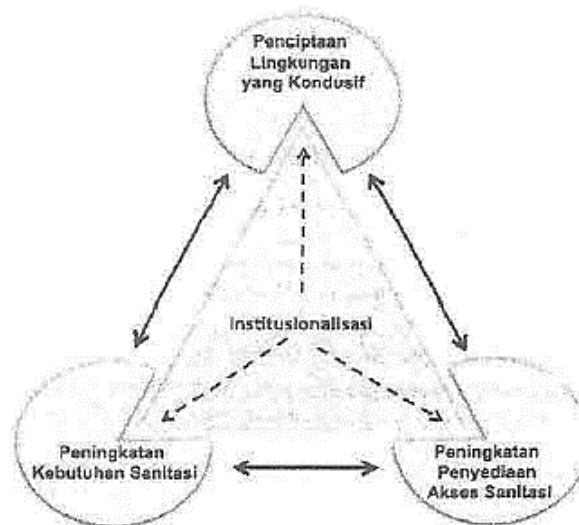 Penciptaan
Lingkungan
yang Kondusif
Institusionalisasi
Peningkatan
Kebutuhan Sanitasi
Peningkatan
Penyediaan
Akses Sanitasi